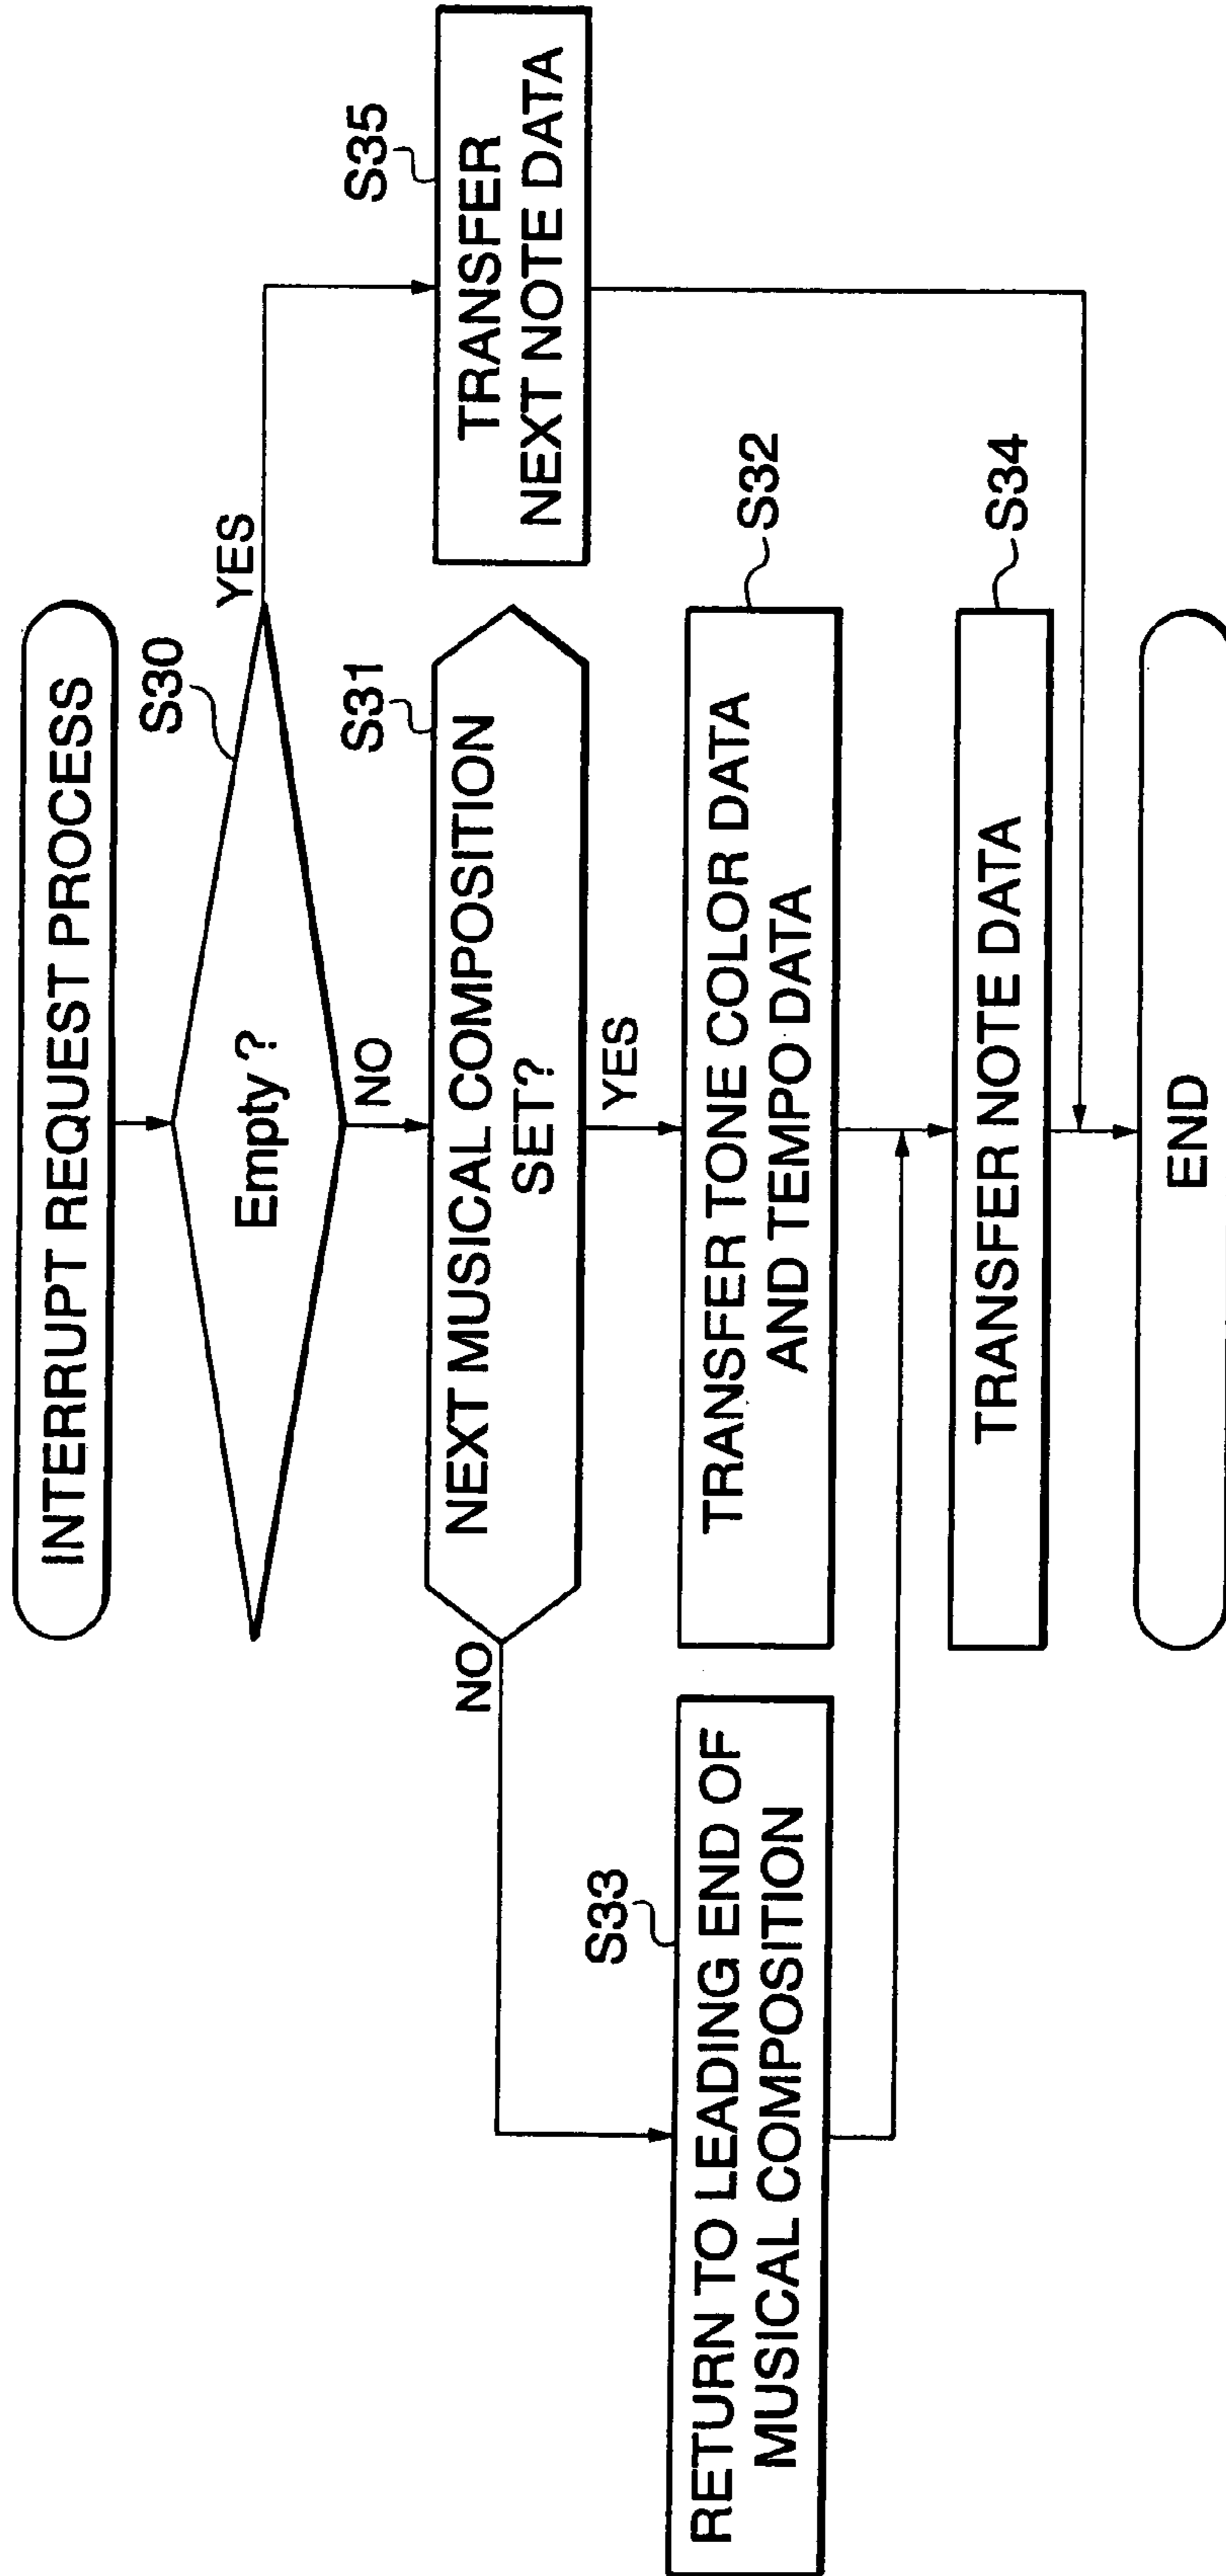 INTERRUPT REQUEST PROCESS
S30
Empty ?
YES
NO
S31
NEXT MUSICAL COMPOSITION
SET?
NO
YES
S35
TRANSFER
NEXT NOTE DATA
S33
RETURN TO LEADING END OF
MUSICAL COMPOSITION
S32
TRANSFER TONE COLOR DATA
AND TEMPO DATA
S34
TRANSFER NOTE DATA
END